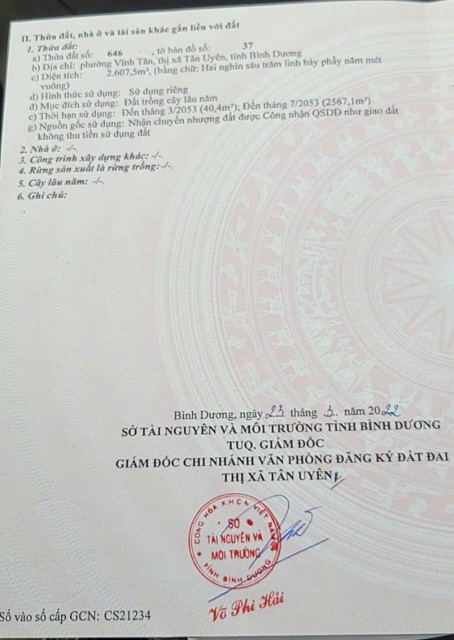 II. Thửa đất, nhà ở và tài sản khác gắn liền với đất
1. Thửa đất:
a) Thửa đất số: 646 , tờ bản đồ số: 37
b) Địa chỉ: phường Vĩnh Tân, thị xã Tân Uyên, tỉnh Bình Dương
c) Diện tích: 2.607,5m², (bằng chữ: Hai nghìn sáu trăm linh bảy phẩy năm mét
vuông)
d) Hình thức sử dụng: Sử dụng riêng
đ) Mục đích sử dụng: Đất trồng cây lâu năm
e) Thời hạn sử dụng: Đến tháng 3/2053 (40,4m²); Đến tháng 7/2053 (2567,1m²)
g) Nguồn gốc sử dụng: Nhận chuyển nhượng đất được Công nhận QSDĐ như giao đất
không thu tiền sử dụng đất
2. Nhà ở: -/-.
3. Công trình xây dựng khác: -/-.
4. Rừng sản xuất là rừng trồng: -/-.
5. Cây lâu năm: -/-.
6. Ghi chú:
Bình Dương, ngày 23 tháng 5. năm 2022
SỞ TÀI NGUYÊN VÀ MÔI TRƯỜNG TỈNH BÌNH DƯƠNG
TUQ. GIÁM ĐỐC
GIÁM ĐỐC CHI NHÁNH VĂN PHÒNG ĐĂNG KÝ ĐẤT ĐAI
THỊ XÃ TÂN UYÊN
CỘNG HÒA X.H.C.N VIỆT NAM
SỞ
TÀI NGUYÊN VÀ
MÔI TRƯỜNG
TỈNH BÌNH DƯƠNG
Võ Phi Hải
Số vào sổ cấp GCN: CS21234